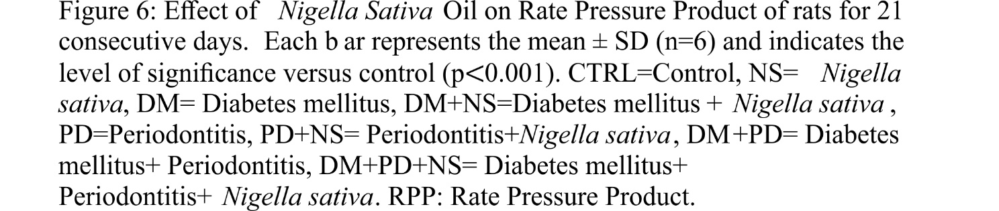 Figure 6: Effect of Nigella Sativa Oil on Rate Pressure Product of rats for 21
consecutive days. Each b ar represents the mean ± SD (n=6) and indicates the
level of significance versus control (p<0.001). CTRL=Control, NS= Nigella
sativa, DM= Diabetes mellitus, DM+NS=Diabetes mellitus + Nigella sativa ,
PD=Periodontitis, PD+NS= Periodontitis+Nigella sativa, DM+PD= Diabetes
mellitus+ Periodontitis, DM+PD+NS= Diabetes mellitus+
Periodontitis+ Nigella sativa. RPP: Rate Pressure Product.